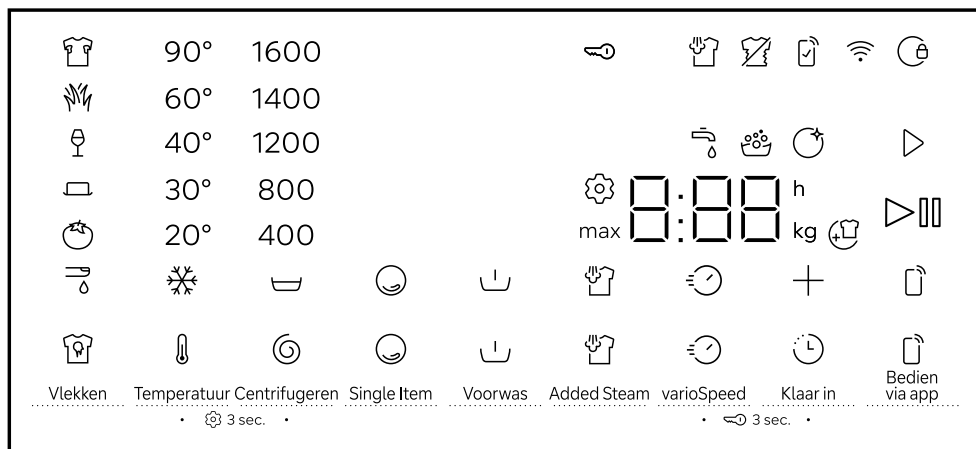 90° 1600
60° 1400
40° 1200
30° 800 8:88 h
20° 400 max kg
Vlekken Temperatuur Centrifugeren Single Item Voorwas Added Steam varioSpeed Klaar in Bedien via app
3 sec. 3 sec.